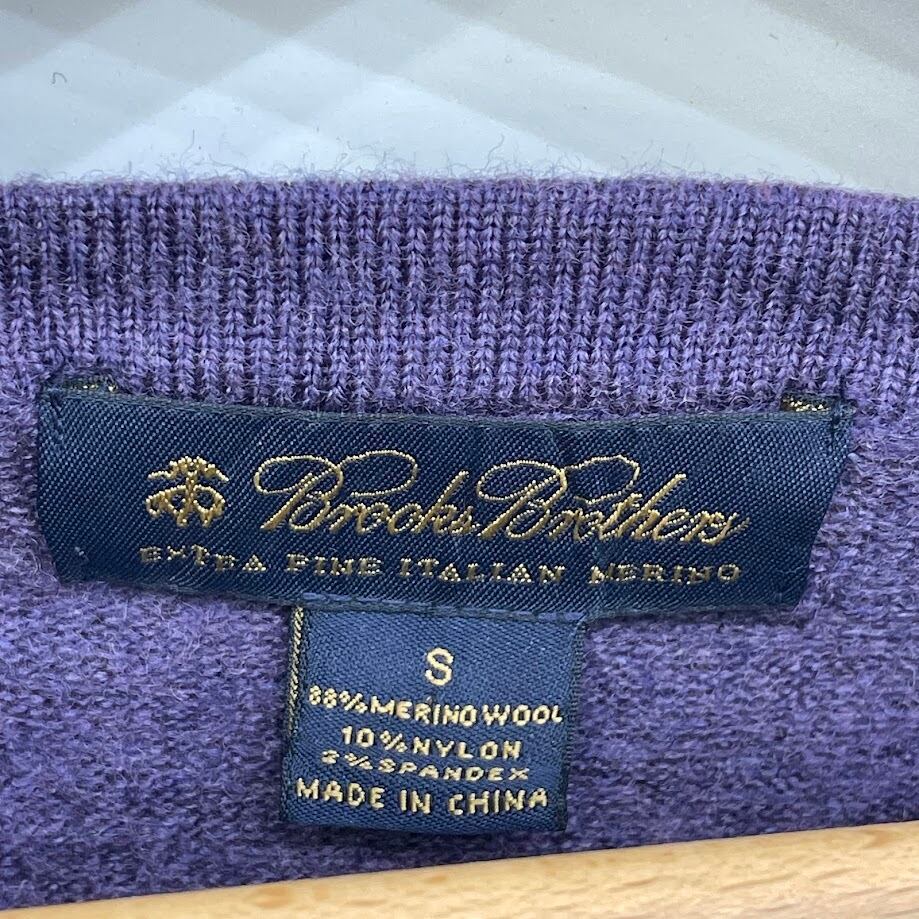 Brooks Brothers
EXTRA FINE ITALIAN MERINO
S
88% MERINO WOOL
10% NYLON
2% SPANDEX
MADE IN CHINA